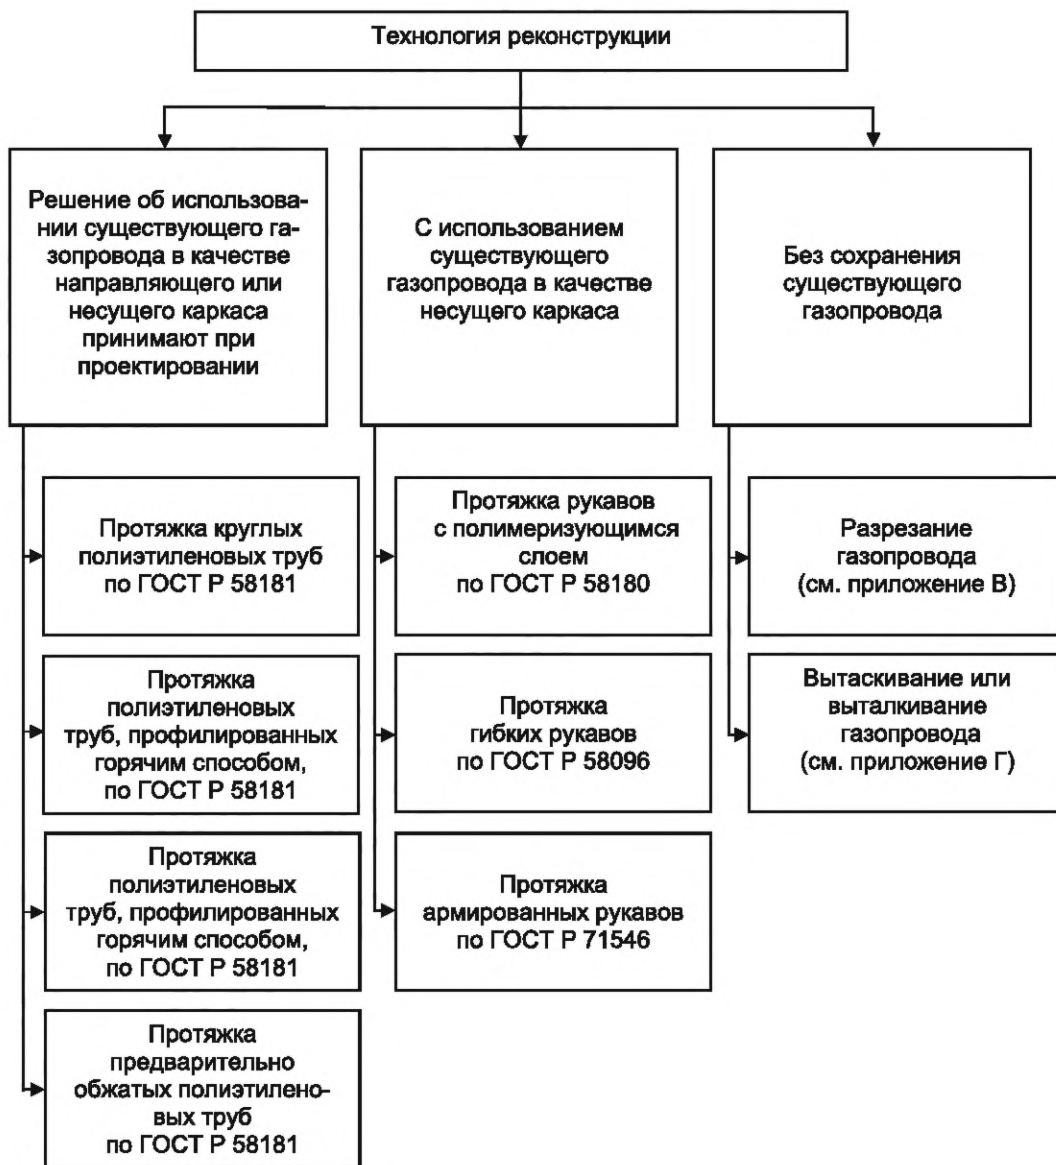 Технология реконструкции
Решение об использова-
нии существующего га-
зопровода в качестве
направляющего или
несущего каркаса
принимают при
проектировании
Протяжка круглых
полиэтиленовых труб
по ГОСТ Р 58181
Протяжка
полиэтиленовых
труб, профилированных
горячим способом,
по ГОСТ Р 58181
Протяжка
полиэтиленовых
труб, профилированных
горячим способом,
по ГОСТ Р 58181
Протяжка
предварительно
обжатых полиэтилено-
вых труб
по ГОСТ Р 58181
С использованием
существующего
газопровода в качестве
несущего каркаса
Протяжка рукавов
с полимеризующимся
слоем
по ГОСТ Р 58180
Протяжка
гибких рукавов
по ГОСТ Р 58096
Протяжка
армированных рукавов
по ГОСТ Р 71546
Без сохранения
существующего
газопровода
Разрезание
газопровода
(см. приложение В)
Вытаскивание или
выталкивание
газопровода
(см. приложение Г)